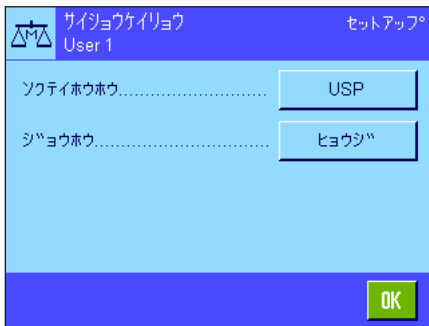 サイショウケイリョウ セットアップ
User 1
ソクテイホウホウ............................ USP
ジョウホウ................................. ヒョウジ
OK